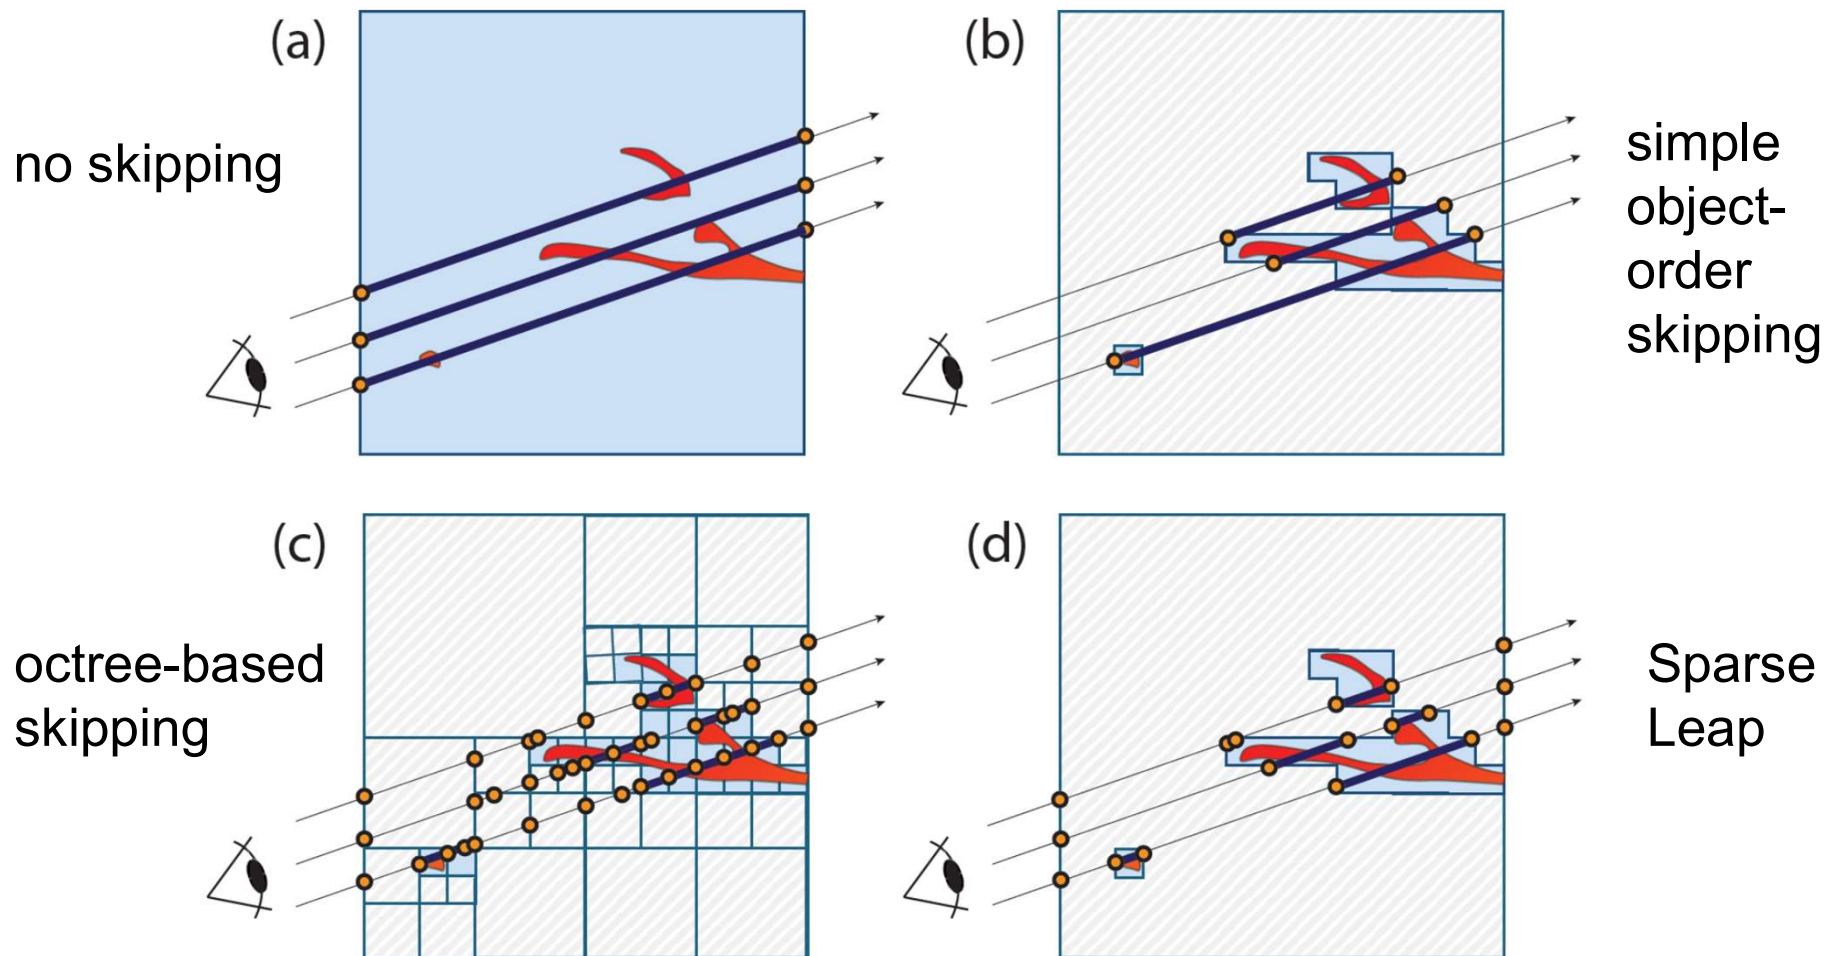 (a)
no skipping
(b)
simple
object-
order
skipping
(c)
octree-based
skipping
(d)
Sparse
Leap